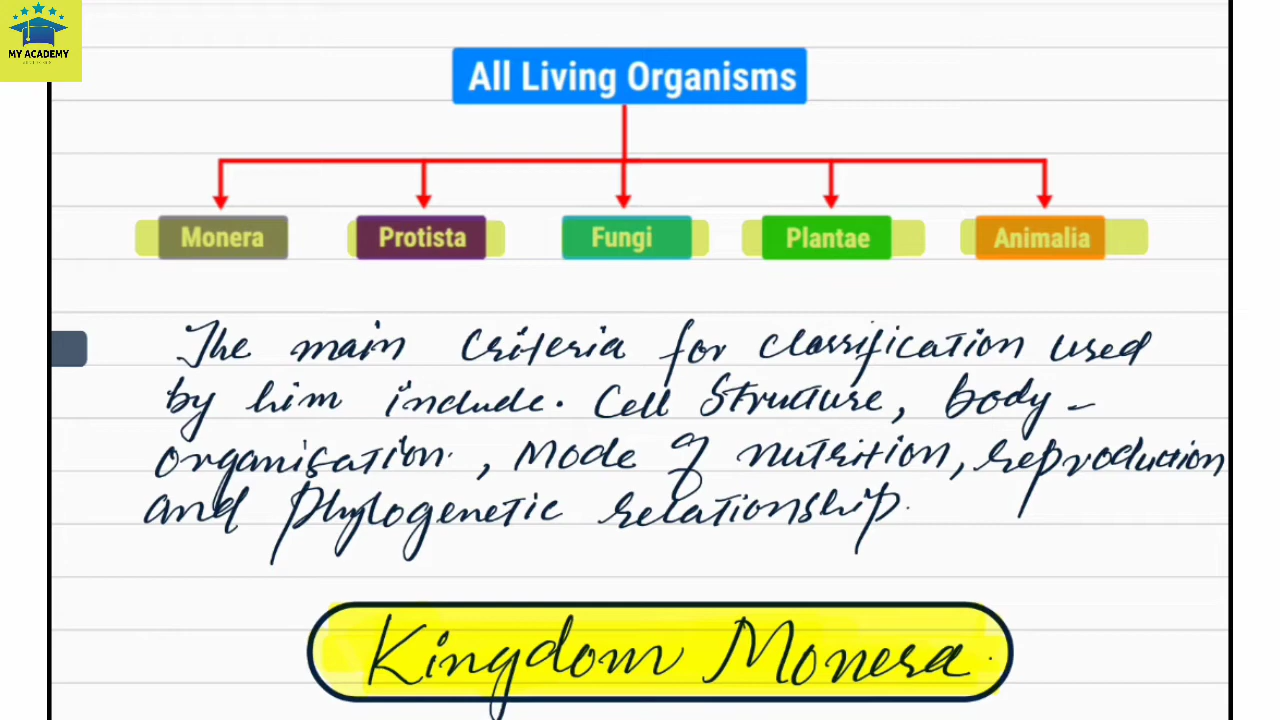 MY ACADEMY
All Living Organisms
Monera Protista Fungi Plantae Animalia
The main criteria for classification used
by him include. Cell Structure, body -
organisation, Mode of nutrition, reproduction
and Phylogenetic relationship.
Kingdom Monera.